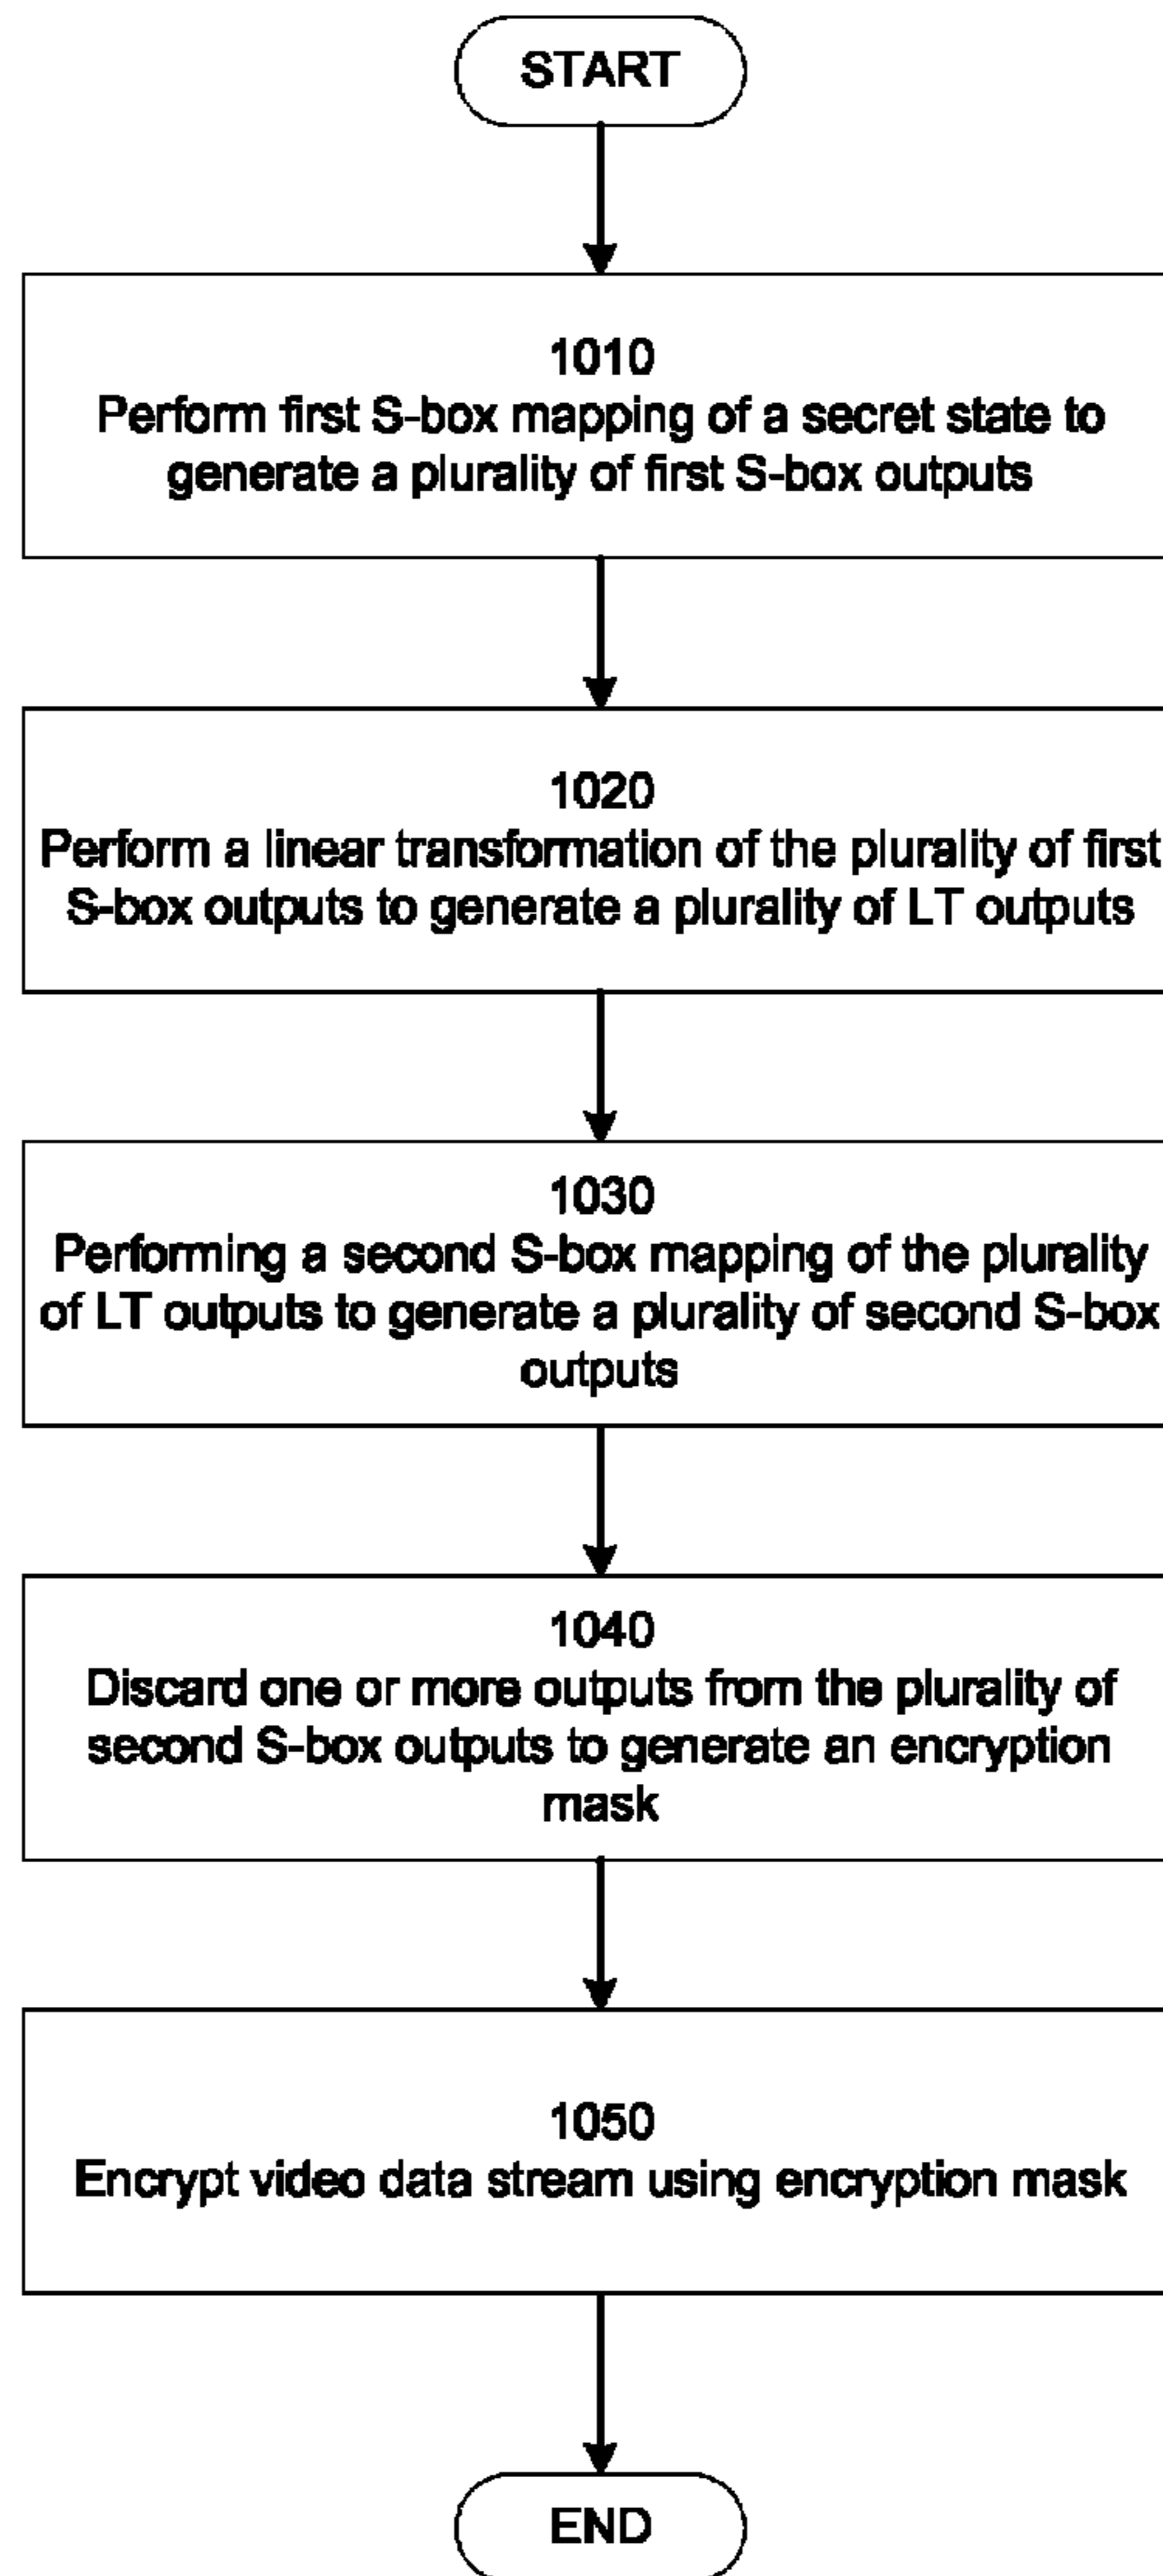 START
1010
Perform first S-box mapping of a secret state to
generate a plurality of first S-box outputs
1020
Perform a linear transformation of the plurality of first
S-box outputs to generate a plurality of LT outputs
1030
Performing a second S-box mapping of the plurality
of LT outputs to generate a plurality of second S-box
outputs
1040
Discard one or more outputs from the plurality of
second S-box outputs to generate an encryption
mask
1050
Encrypt video data stream using encryption mask
END